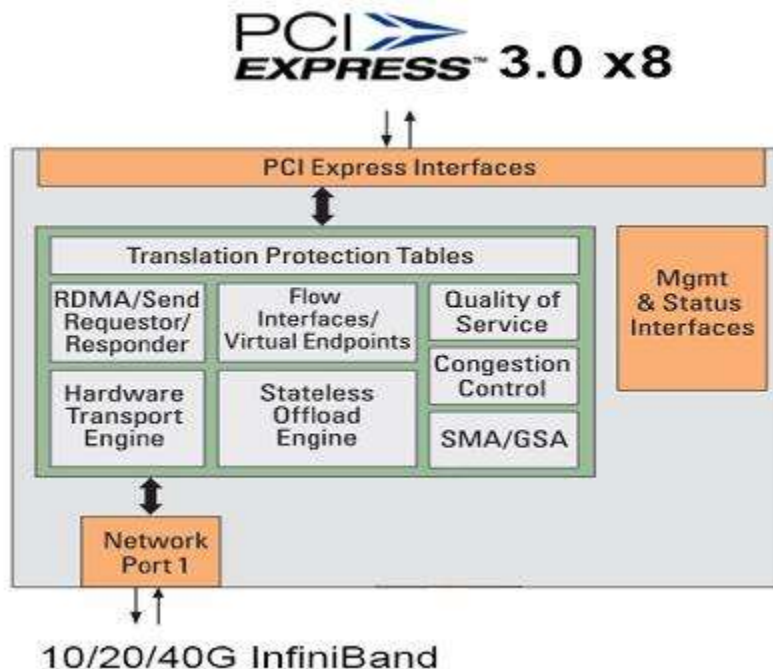 PCI
EXPRESS™ 3.0 x8
PCI Express Interfaces
Translation Protection Tables
RDMA/Send
Requestor/
Responder
Flow
Interfaces/
Virtual Endpoints
Quality of
Service
Congestion
Control
Hardware
Transport
Engine
Stateless
Offload
Engine
SMA/GSA
Mgmt
& Status
Interfaces
Network
Port 1
10/20/40G InfiniBand